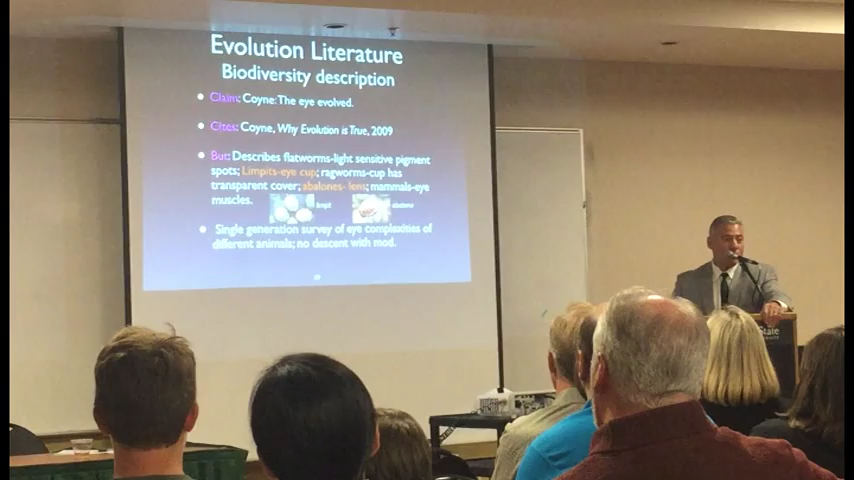 Evolution Literature
Biodiversity description
Claim: Coyne: The eye evolved.
Cites: Coyne, Why Evolution is True, 2009
But: Describes flatworms-light sensitive pigment
spots; Limpits-eye cup; ragworms-cup has
transparent cover; abalones- lens; mammals-eye
muscles.
limpit
abalone
Single generation survey of eye complexities of
different animals; no descent with mod.
State